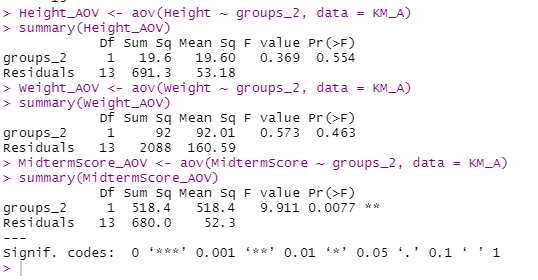 > Height_AOV <- aov(Height ~ groups_2, data = KM_A)
> summary(Height_AOV)
            Df Sum Sq Mean Sq F value Pr(>F)
groups_2     1   19.6   19.60   0.369  0.554
Residuals   13  691.3   53.18
> Weight_AOV <- aov(Weight ~ groups_2, data = KM_A)
> summary(Weight_AOV)
            Df Sum Sq Mean Sq F value Pr(>F)
groups_2     1     92   92.01   0.573  0.463
Residuals   13   2088  160.59
> MidtermScore_AOV <- aov(MidtermScore ~ groups_2, data = KM_A)
> summary(MidtermScore_AOV)
            Df Sum Sq Mean Sq F value Pr(>F)
groups_2     1  518.4   518.4   9.911 0.0077 **
Residuals   13  680.0    52.3
---
Signif. codes:  0 ‘***’ 0.001 ‘**’ 0.01 ‘*’ 0.05 ‘.’ 0.1 ‘ ’ 1
>